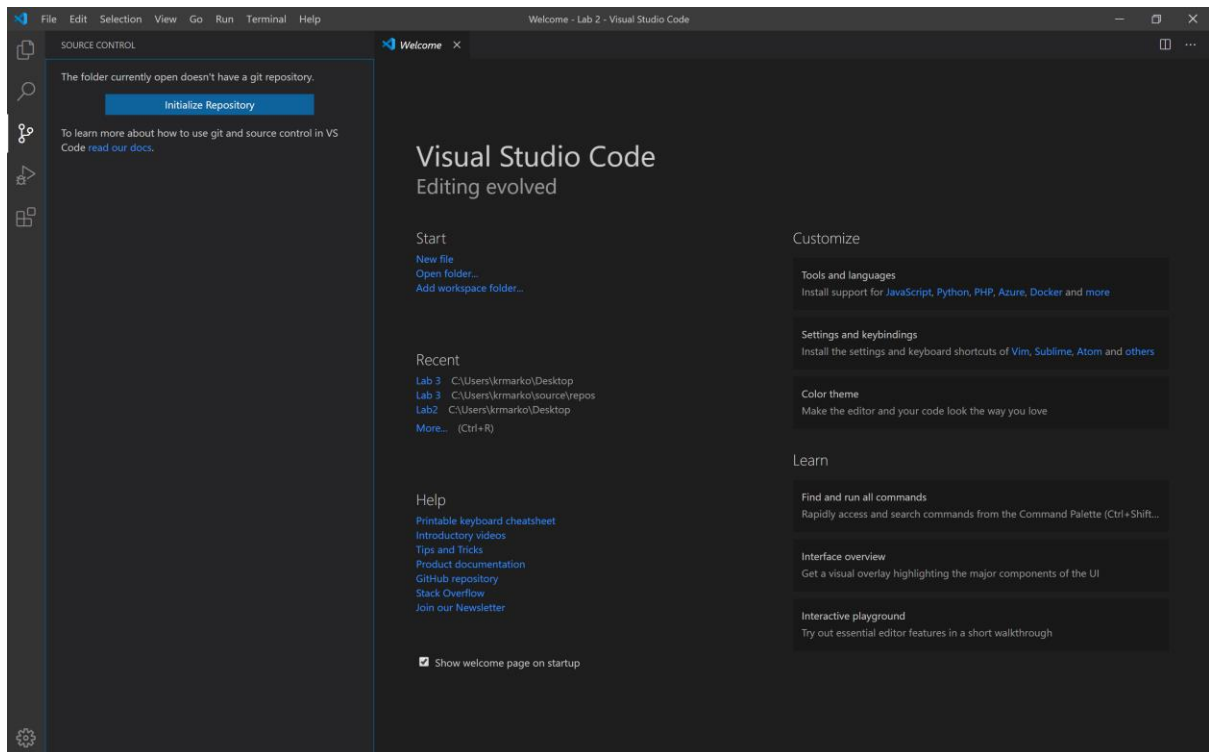 File Edit Selection View Go Run Terminal Help
Welcome - Lab 2 - Visual Studio Code
SOURCE CONTROL
The folder currently open doesn't have a git repository.
Initialize Repository
To learn more about how to use git and source control in VS
Code read our docs.
Welcome
Visual Studio Code
Editing evolved
Start
New file
Open folder...
Add workspace folder...
Recent
Lab 3 C:\Users\krmarko\Desktop
Lab 3 C:\Users\krmarko\source\repos
Lab2 C:\Users\krmarko\Desktop
More... (Ctrl+R)
Help
Printable keyboard cheatsheet
Introductory videos
Tips and Tricks
Product documentation
GitHub repository
Stack Overflow
Join our Newsletter
Show welcome page on startup
Customize
Tools and languages
Install support for JavaScript, Python, PHP, Azure, Docker and more
Settings and keybindings
Install the settings and keyboard shortcuts of Vim, Sublime, Atom and others
Color theme
Make the editor and your code look the way you love
Learn
Find and run all commands
Rapidly access and search commands from the Command Palette (Ctrl+Shift...
Interface overview
Get a visual overlay highlighting the major components of the UI
Interactive playground
Try out essential editor features in a short walkthrough